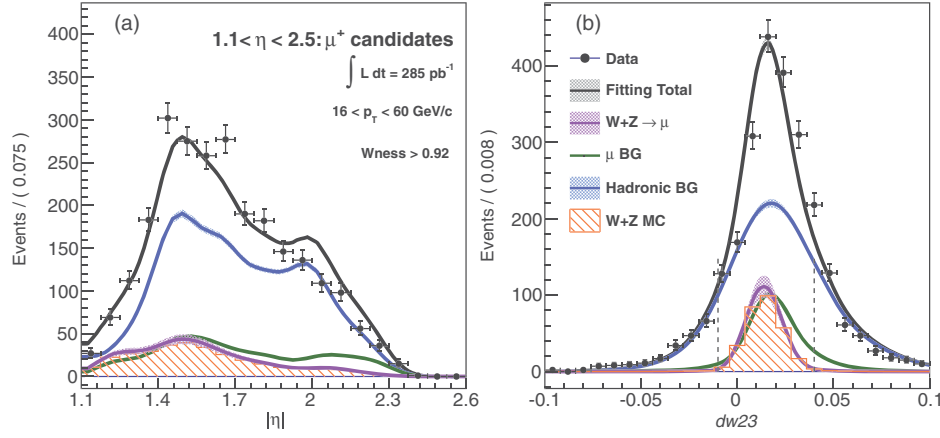 (a)
1.1< η < 2.5: μ⁺ candidates
∫ L dt = 285 pb⁻¹
16 < p_T < 60 GeV/c
Wness > 0.92
Events / ( 0.075 )
400
350
300
250
200
150
100
50
0
1.1 1.4 1.7 2 2.3 2.6
|η|
(b)
Data
Fitting Total
W+Z → μ
μ BG
Hadronic BG
W+Z MC
Events / ( 0.008 )
400
300
200
100
0
-0.1 -0.05 0 0.05 0.1
dw23